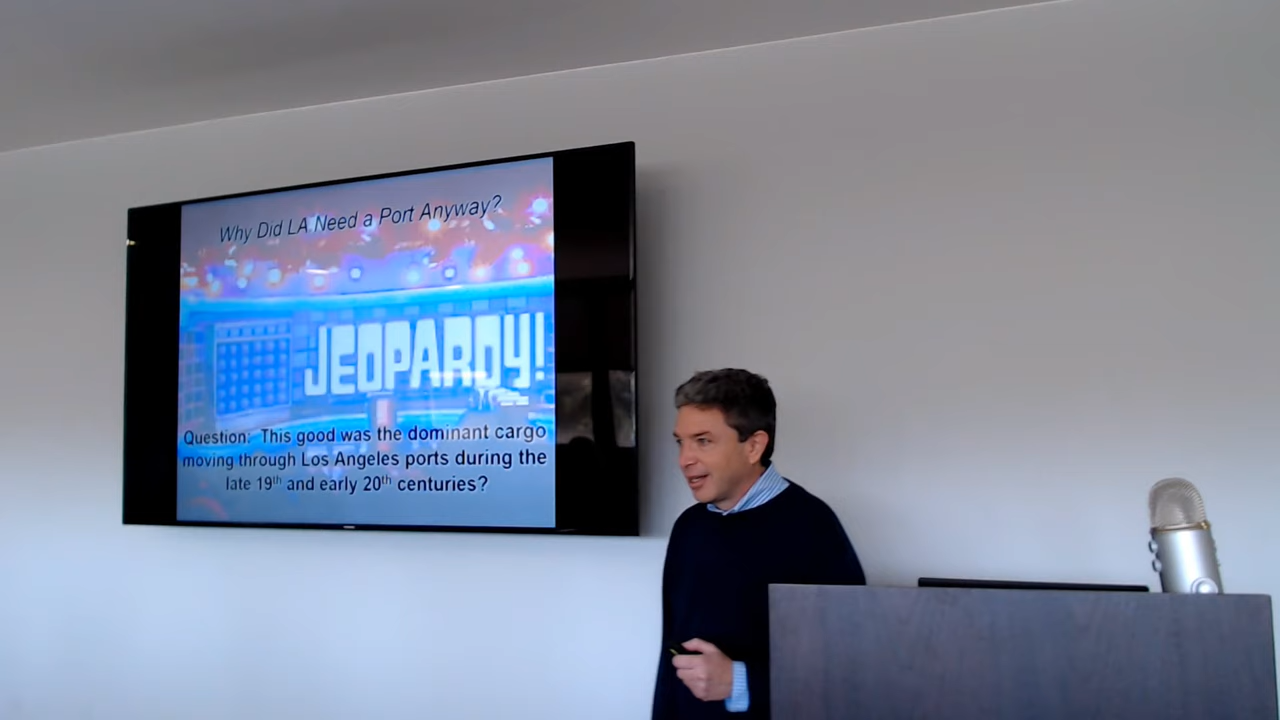 Why Did LA Need a Port Anyway?
JEOPARDY!
Question: This good was the dominant cargo
moving through Los Angeles ports during the
late 19th and early 20th centuries?